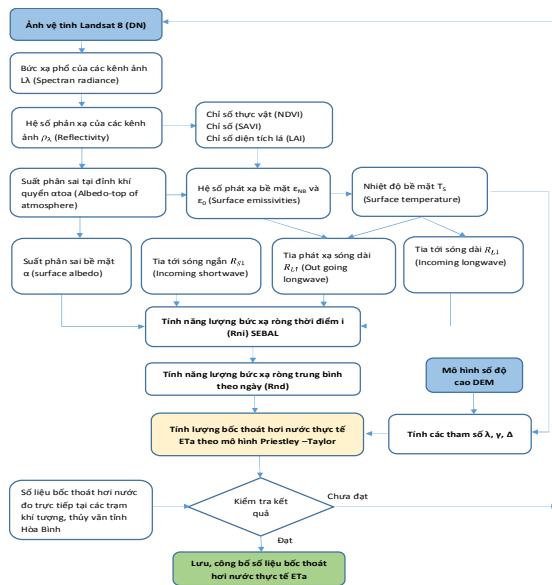 Ảnh vệ tinh Landsat 8 (DN)
Bức xạ phổ của các kênh ảnh
Lλ (Spectran radiance)
Hệ số phản xạ của các kênh
ảnh ρλ (Reflectivity)
Chỉ số thực vật (NDVI)
Chỉ số (SAVI)
Chỉ số diện tích lá (LAI)
Suất phân sai tại đỉnh khí
quyển αtoa (Albedo-top of
atmosphere)
Hệ số phát xạ bề mặt εNB và
ε0 (Surface emissivities)
Nhiệt độ bề mặt TS
(Surface temperature)
Suất phân sai bề mặt
α (surface albedo)
Tia tới sóng ngắn RS↓
(Incoming shortwave)
Tia phát xạ sóng dài
RL↑ (Out going
longwave)
Tia tới sóng dài RL↓
(Incoming longwave)
Tính năng lượng bức xạ ròng thời điểm i
(Rni) SEBAL
Tính năng lượng bức xạ ròng trung bình
theo ngày (Rnd)
Mô hình số độ
cao DEM
Tính lượng bốc thoát hơi nước thực tế
ETa theo mô hình Priestley –Taylor
Tính các tham số λ, γ, Δ
Số liệu bốc thoát hơi nước
đo trực tiếp tại các trạm
khí tượng, thủy văn tỉnh
Hòa Bình
Kiểm tra kết
quả
Chưa đạt
Đạt
Lưu, công bố số liệu bốc thoát
hơi nước thực tế ETa